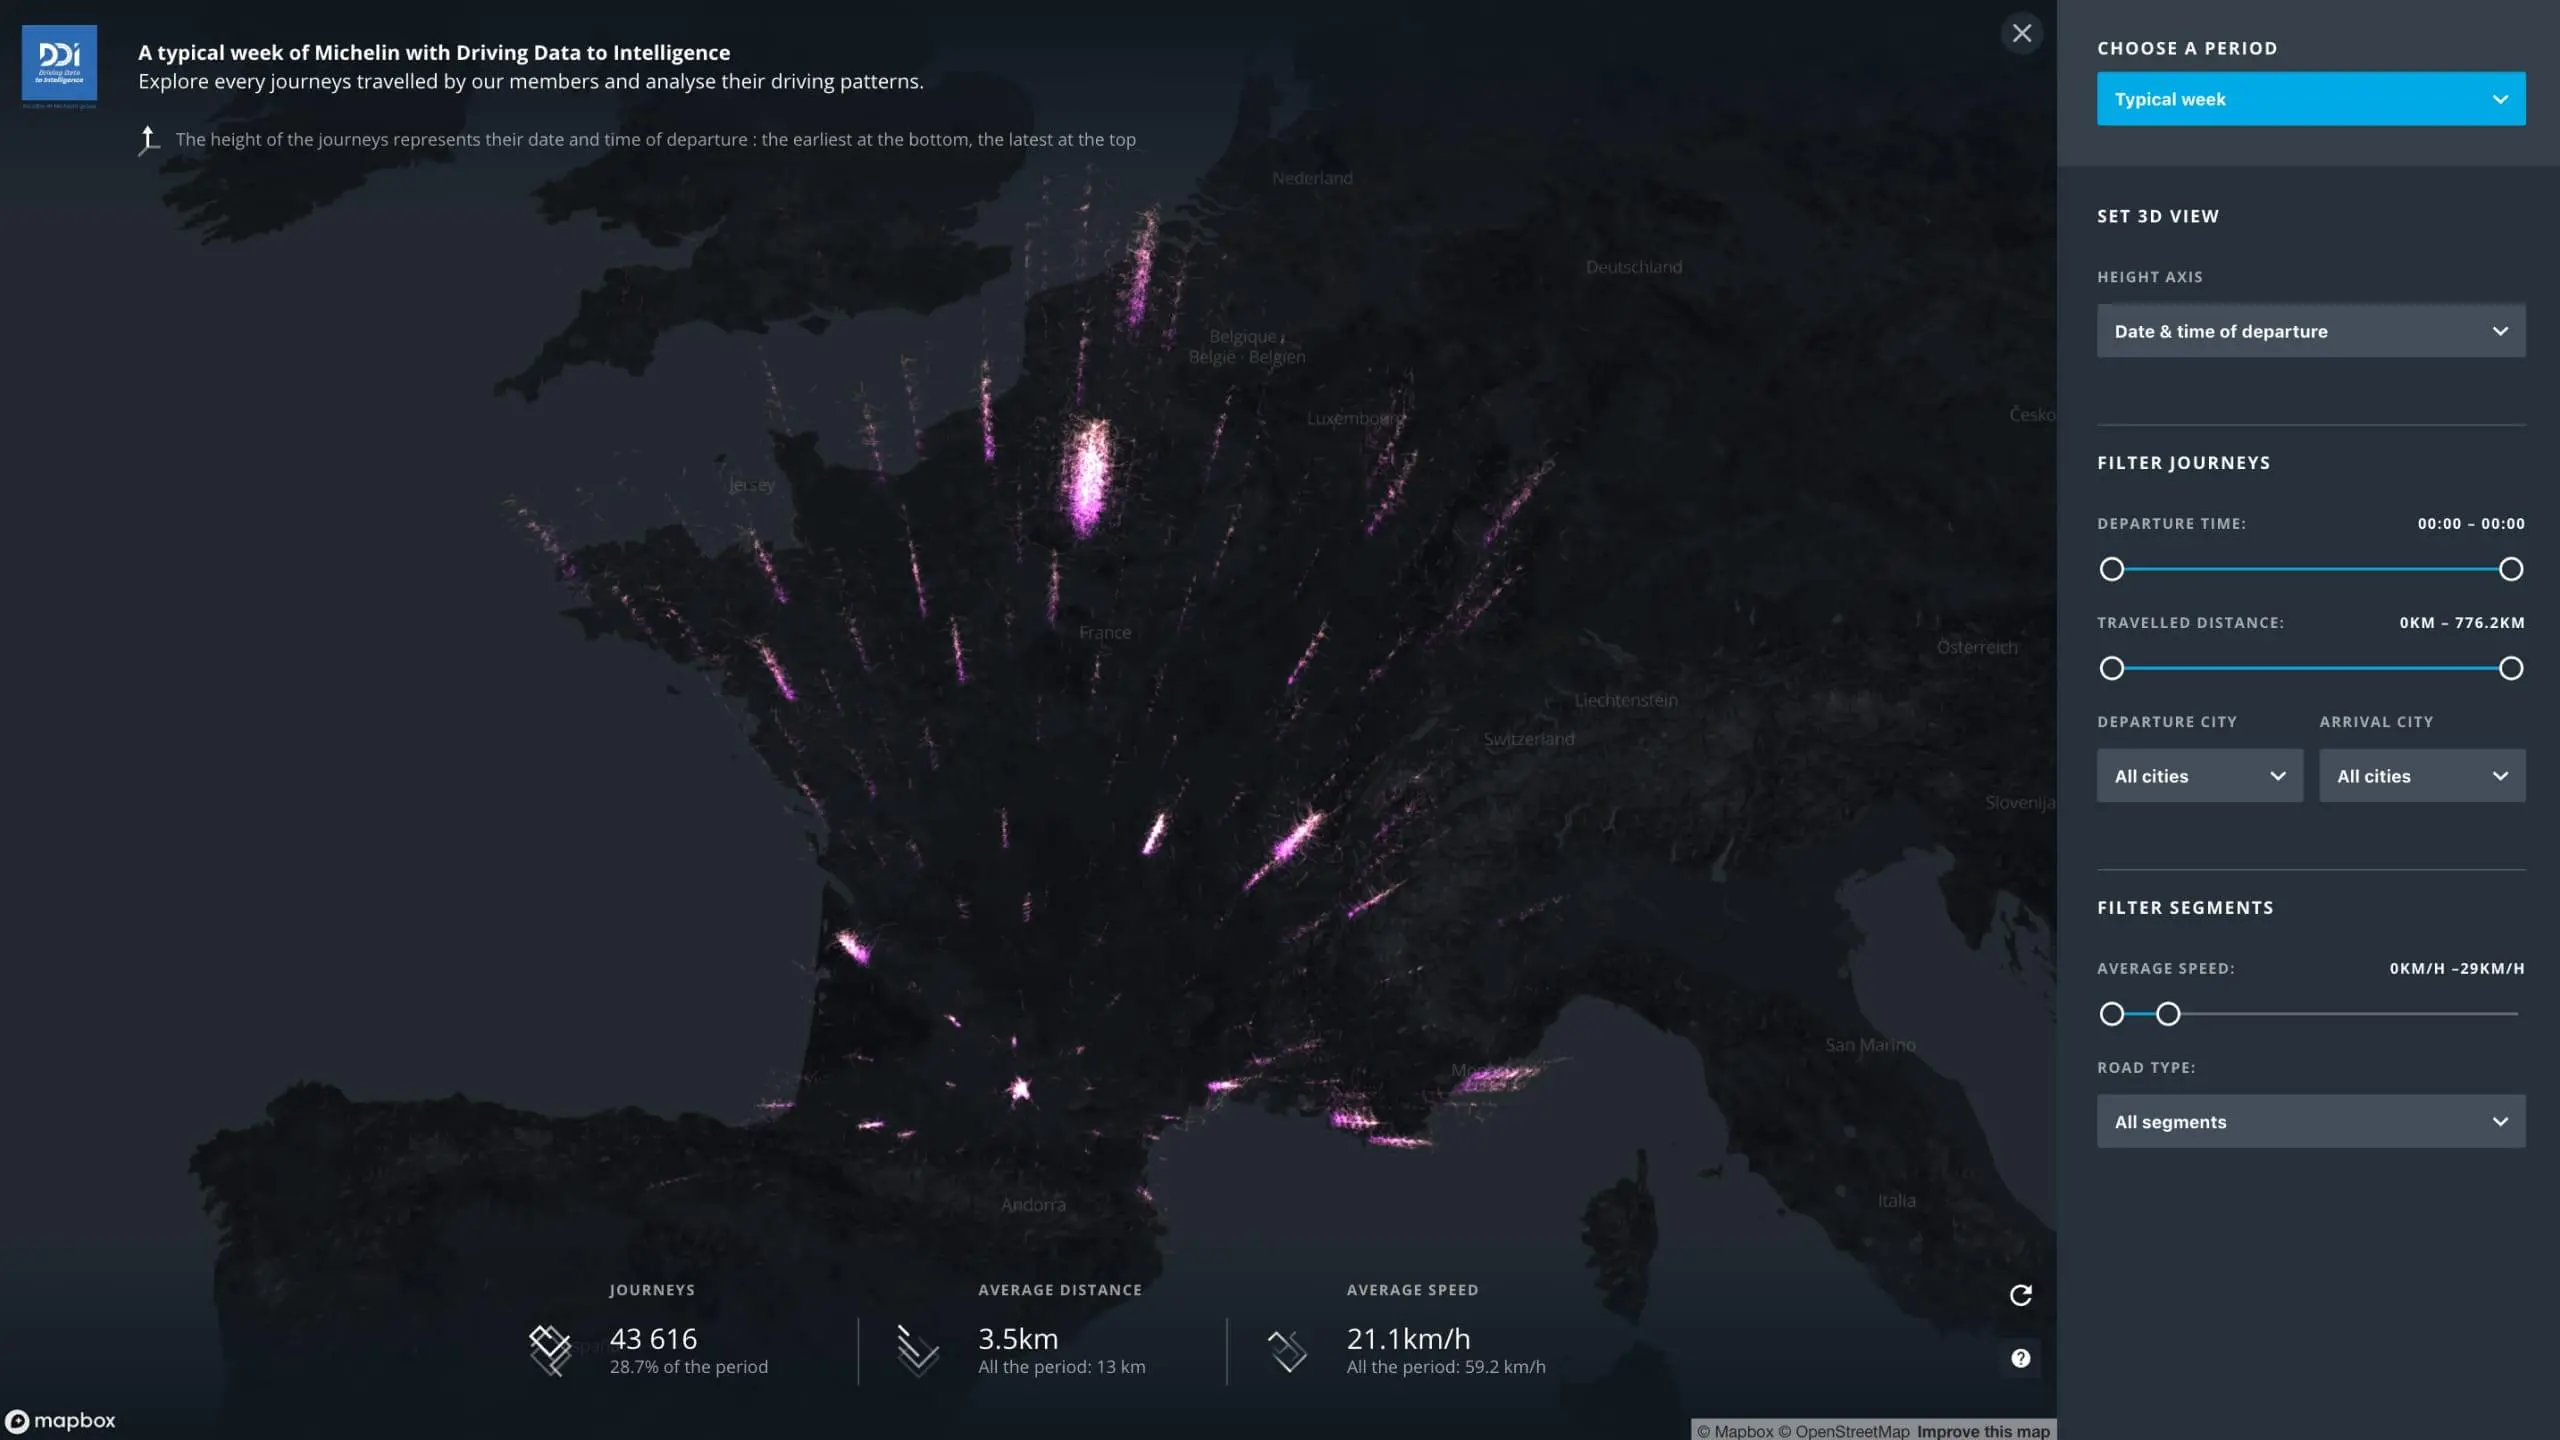 DDi
Driving Data
to Intelligence
A typical week of Michelin with Driving Data to Intelligence
Explore every journeys travelled by our members and analyse their driving patterns.
The height of the journeys represents their date and time of departure : the earliest at the bottom, the latest at the top
Nederland
Deutschland
Belgique
België · Belgien
Luxembourg
Česko
Jersey
France
Österreich
Liechtenstein
Switzerland
Slovenija
San Marino
Andorra
Italia
JOURNEYS
43 616
28.7% of the period
AVERAGE DISTANCE
3.5km
All the period: 13 km
AVERAGE SPEED
21.1km/h
All the period: 59.2 km/h
mapbox
© Mapbox © OpenStreetMap Improve this map
CHOOSE A PERIOD
Typical week
SET 3D VIEW
HEIGHT AXIS
Date & time of departure
FILTER JOURNEYS
DEPARTURE TIME: 00:00 – 00:00
TRAVELLED DISTANCE: 0KM – 776.2KM
DEPARTURE CITY ARRIVAL CITY
All cities All cities
FILTER SEGMENTS
AVERAGE SPEED: 0KM/H –29KM/H
ROAD TYPE:
All segments